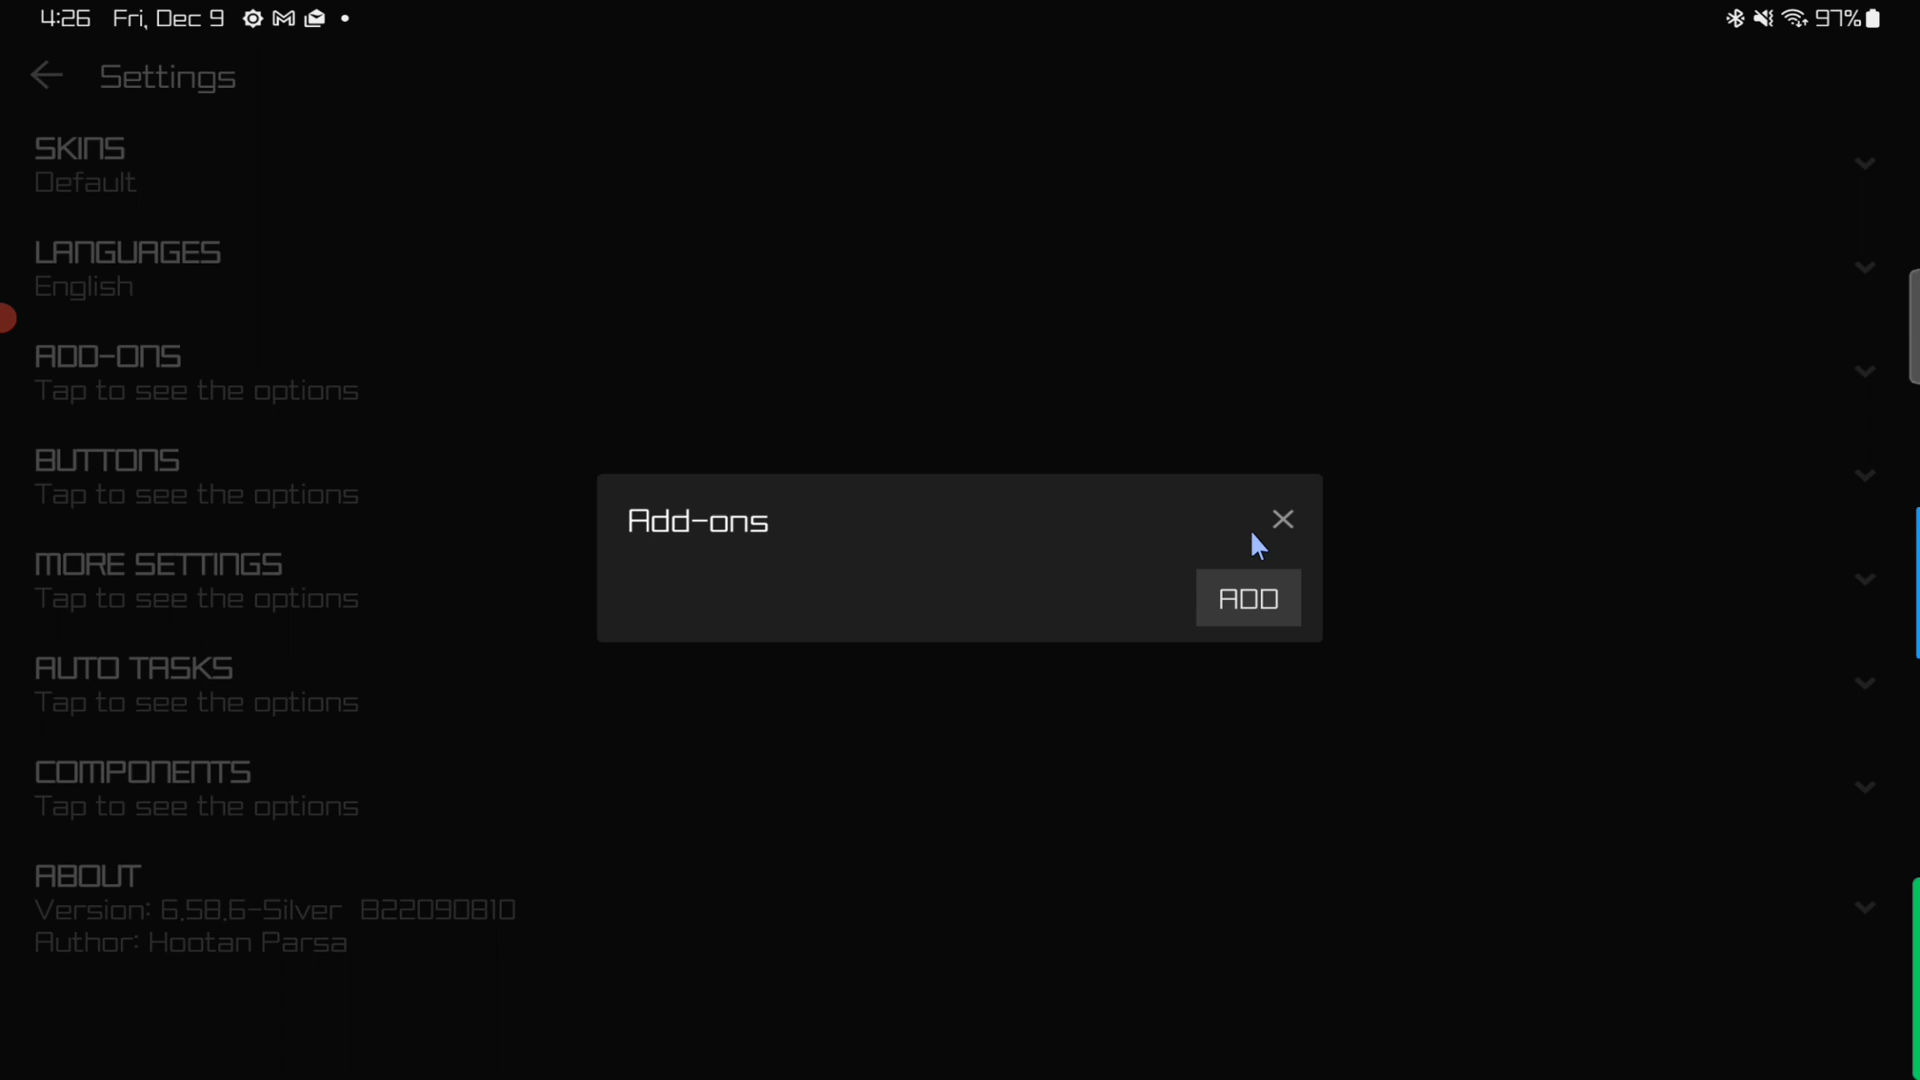 4:26 Fri, Dec 9
97%
Settings
SKINS
Default
LANGUAGES
English
ADD-ONS
Tap to see the options
BUTTONS
Tap to see the options
Add-ons
ADD
MORE SETTINGS
Tap to see the options
AUTO TASKS
Tap to see the options
COMPONENTS
Tap to see the options
ABOUT
Version: 6.58.6-Silver B22090810
Author: Hootan Parsa